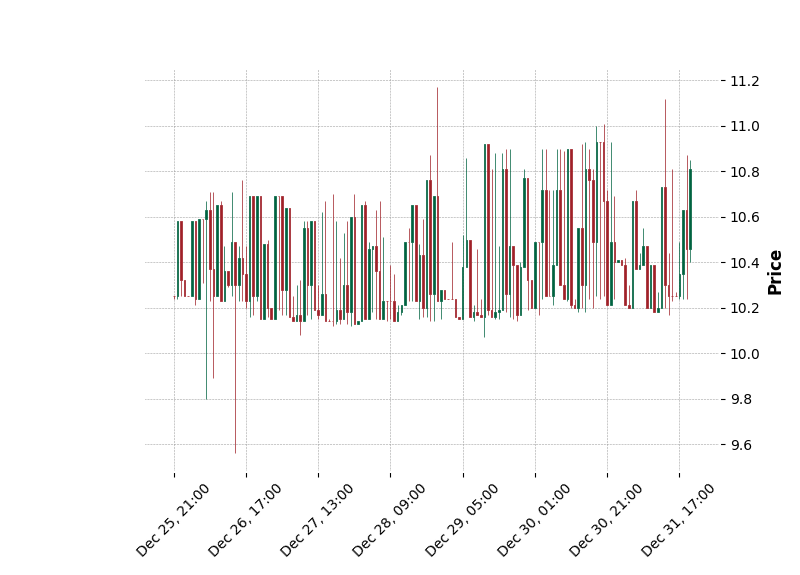 11.2
11.0
10.8
10.6
10.4
10.2
10.0
9.8
9.6
Price
Dec 25, 21:00
Dec 26, 17:00
Dec 27, 13:00
Dec 28, 09:00
Dec 29, 05:00
Dec 30, 01:00
Dec 30, 21:00
Dec 31, 17:00